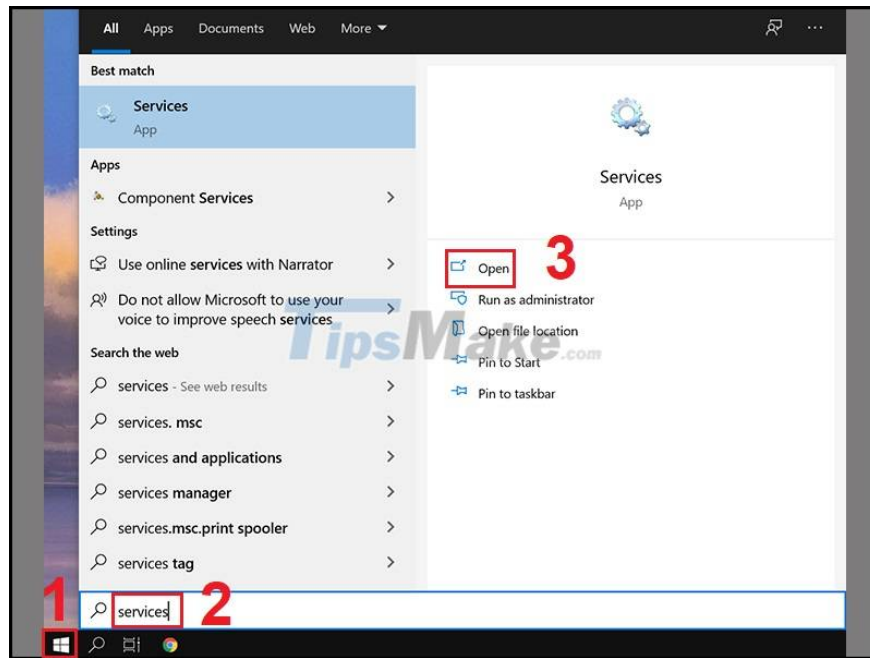 All Apps Documents Web More
Best match
Services
App
Apps
Component Services
Settings
Use online services with Narrator
Do not allow Microsoft to use your
voice to improve speech services
Search the web
services - See web results
services. msc
services and applications
services manager
services.msc.print spooler
services tag
Services
App
Open 3
Run as administrator
Open file location
Pin to Start
Pin to taskbar
TipsMake.com
1 services 2